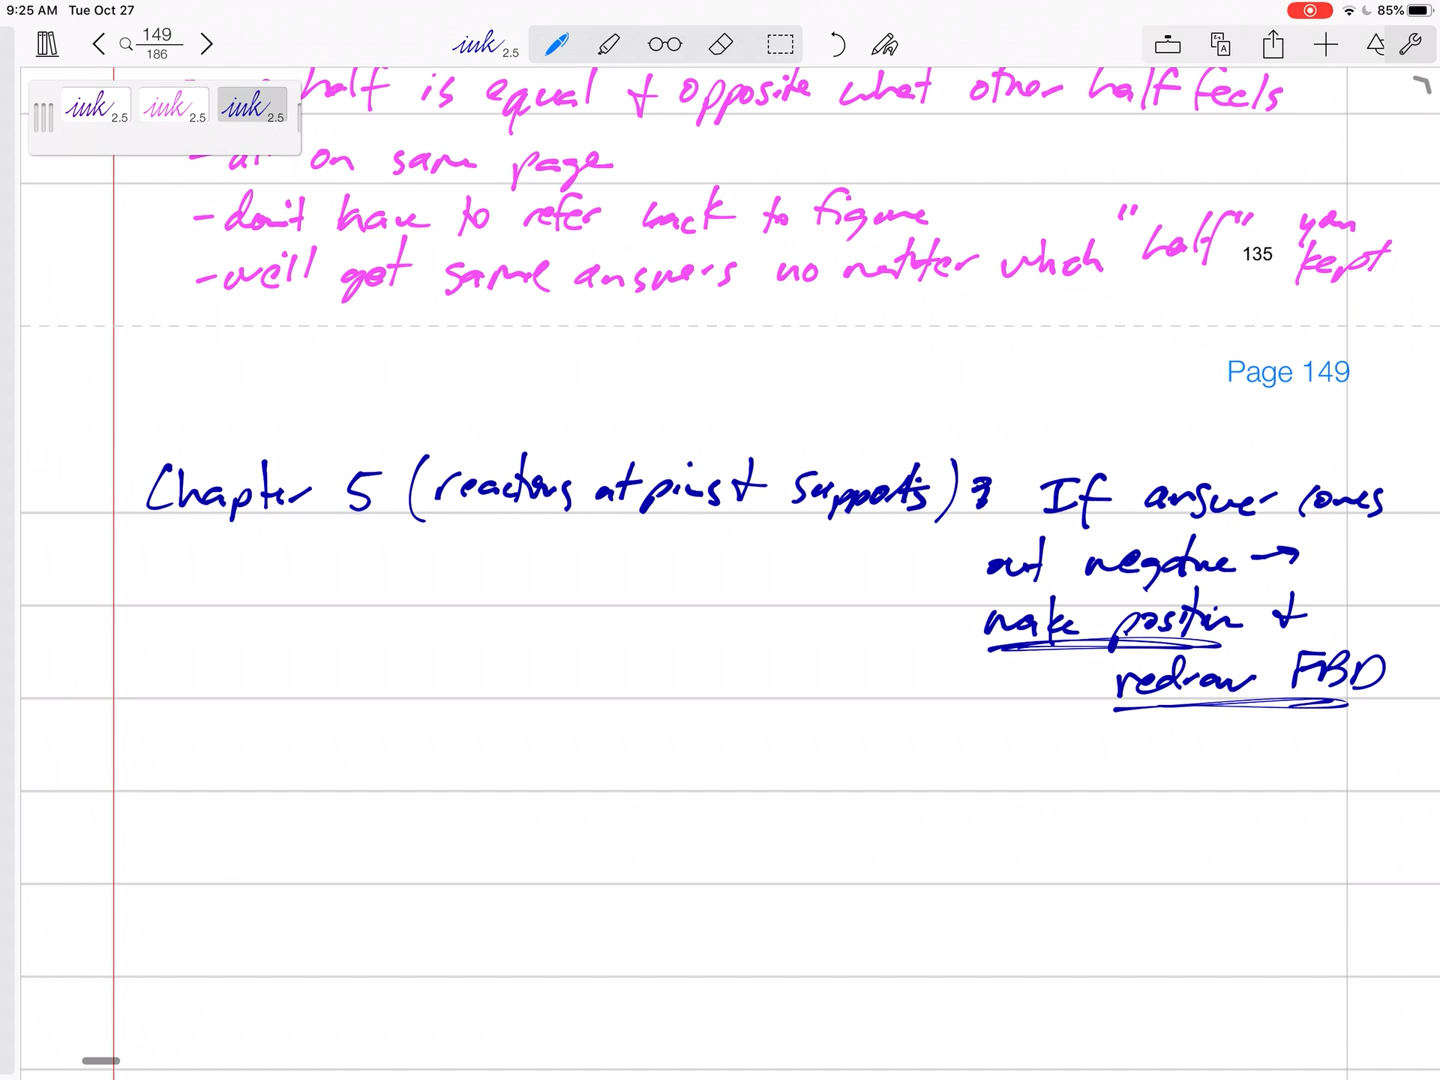 9:25 AM Tue Oct 27
85%
149
186
ink 2.5
ink 2.5 ink 2.5 ink 2.5
half is equal & opposite what other half feels
- all on same page
- don't have to refer back to figure
- we'll get same answers no matter which "half" you kept
135
Page 149
Chapter 5 (reactions at pins & supports): If answer comes
out negative →
make positive &
redraw FBD